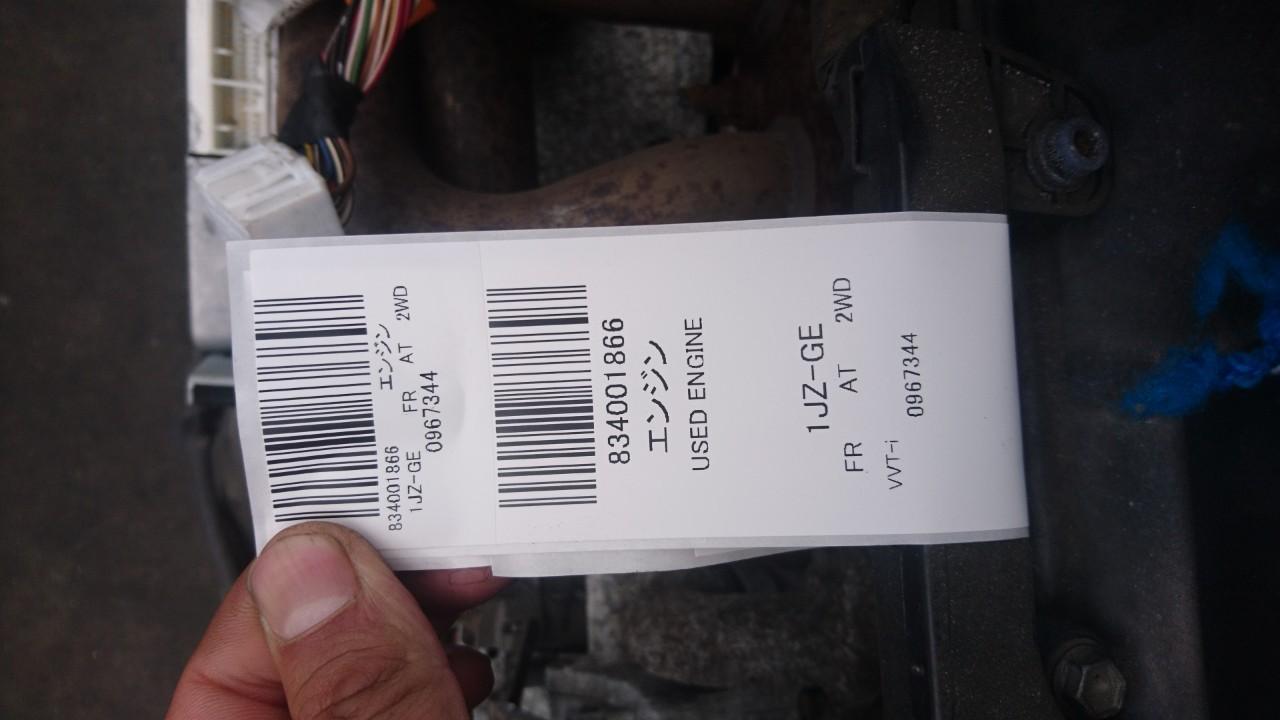 834001866 エンジン
1JZ-GE FR AT 2WD
0967344
834001866
エンジン
USED ENGINE
1JZ-GE
FR AT 2WD
VVT-i 0967344